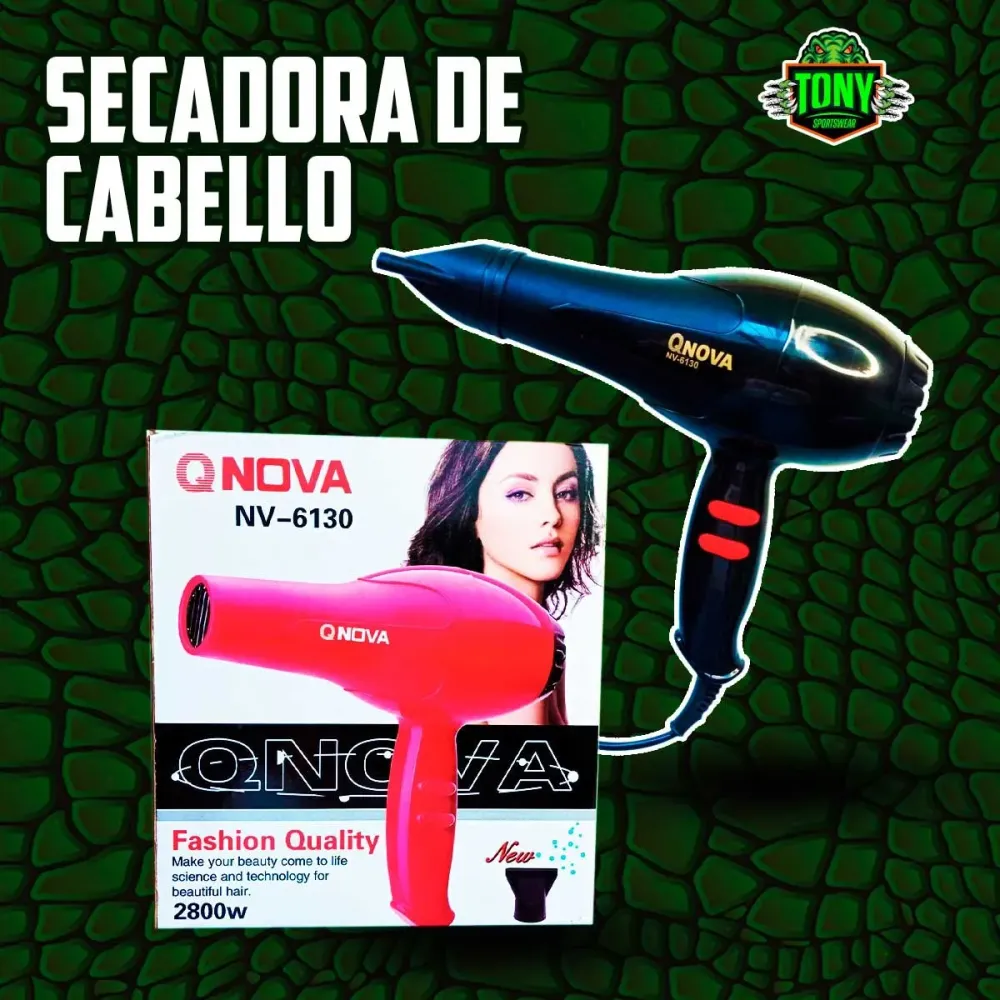 SECADORA DE
CABELLO
TONY
SPORTSWEAR
QNOVA
NV-6130
QNOVA
NV-6130
QNOVA
QNOVA
Fashion Quality
Make your beauty come to life
science and technology for
beautiful hair.
2800w
New